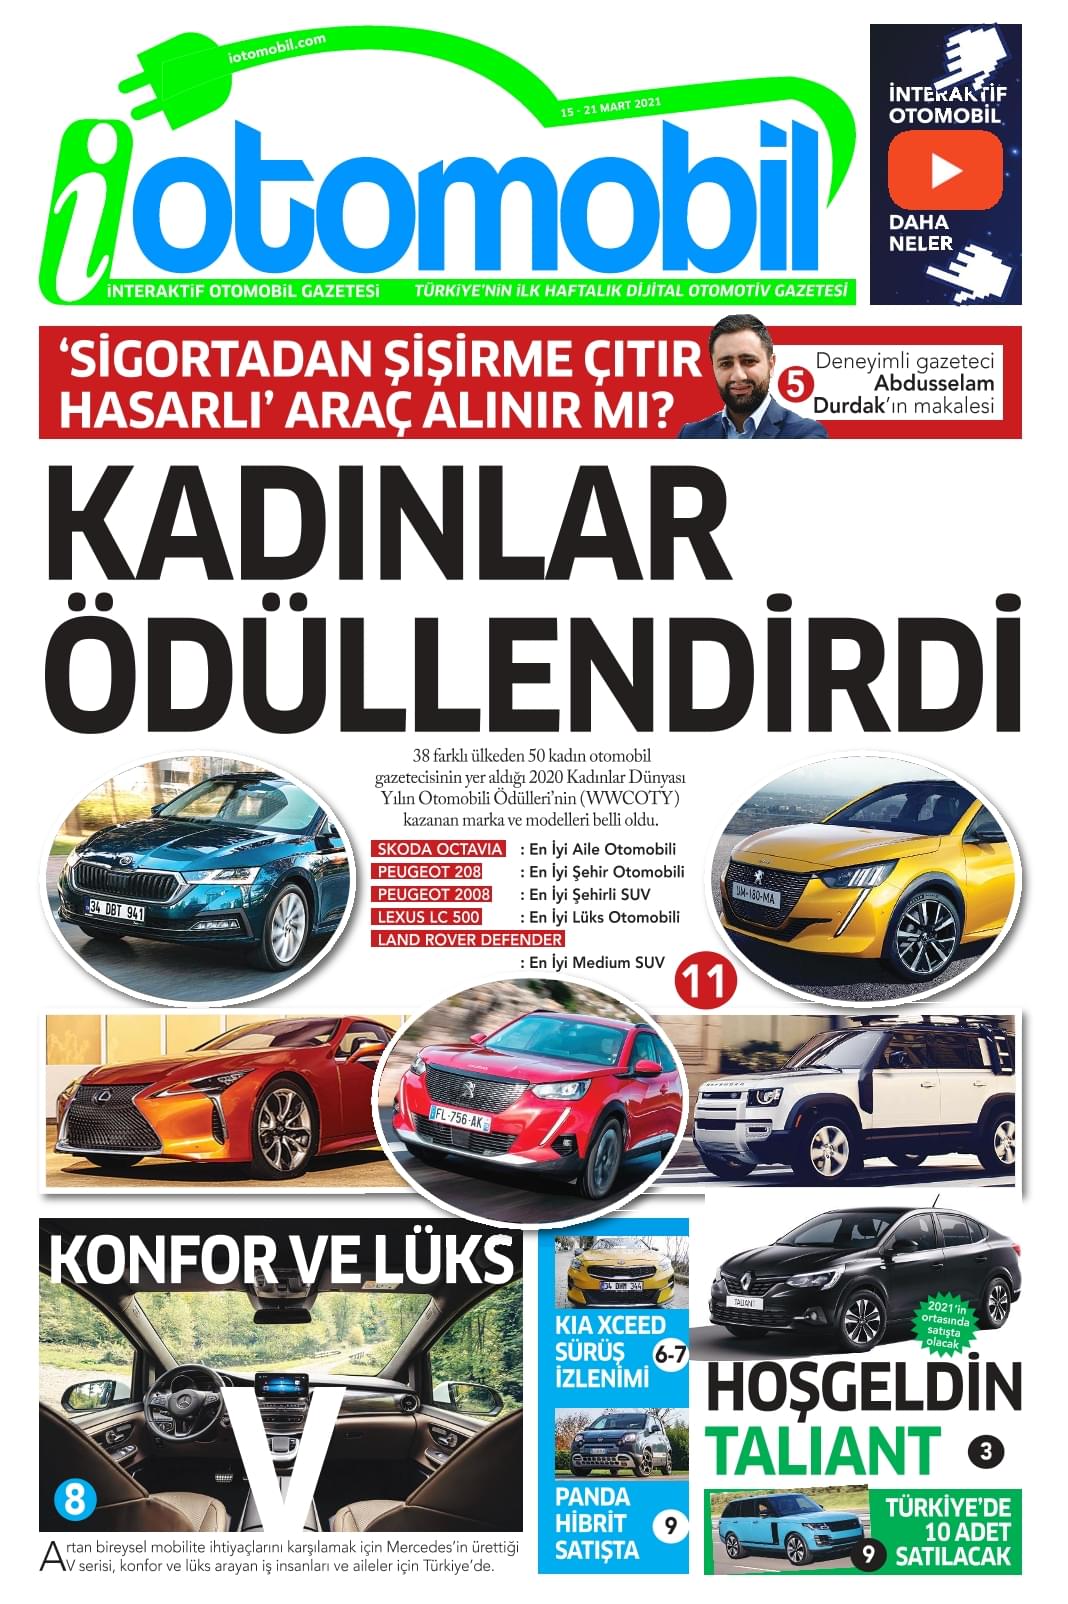 iotomobil.com
15 - 21 MART 2021
iotomobil
İNTERAKTİF OTOMOBİL GAZETESİ
TÜRKİYE'NİN İLK HAFTALIK DİJİTAL OTOMOTİV GAZETESİ
İNTERAKTİF
OTOMOBİL
DAHA
NELER
'SİGORTADAN ŞİŞİRME ÇITIR
HASARLI' ARAÇ ALINIR MI?
5
Deneyimli gazeteci
Abdusselam
Durdak'ın makalesi
KADINLAR
ÖDÜLLENDİRDİ
38 farklı ülkeden 50 kadın otomobil
gazetecisinin yer aldığı 2020 Kadınlar Dünyası
Yılın Otomobili Ödülleri'nin (WWCOTY)
kazanan marka ve modelleri belli oldu.
SKODA OCTAVIA : En İyi Aile Otomobili
PEUGEOT 208 : En İyi Şehir Otomobili
PEUGEOT 2008 : En İyi Şehirli SUV
LEXUS LC 500 : En İyi Lüks Otomobili
LAND ROVER DEFENDER
: En İyi Medium SUV
11
34 DBT 941
UM-180-MA
FL-756-AK
DEFENDER
KONFOR VE LÜKS
V
8
Artan bireysel mobilite ihtiyaçlarını karşılamak için Mercedes'in ürettiği
V serisi, konfor ve lüks arayan iş insanları ve aileler için Türkiye'de.
34 DHM 344
KIA XCEED
SÜRÜŞ
İZLENİMİ
6-7
PANDA
HİBRİT
SATIŞTA
9
TALIANT
2021'in
ortasında
satışta
olacak
HOŞGELDİN
TALIANT
3
TÜRKİYE'DE
10 ADET
SATILACAK
9